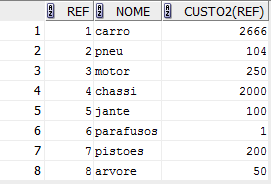 REF NOME CUSTO2(REF)
1 1 carro 2666
2 2 pneu 104
3 3 motor 250
4 4 chassi 2000
5 5 jante 100
6 6 parafusos 1
7 7 pistoes 200
8 8 arvore 50